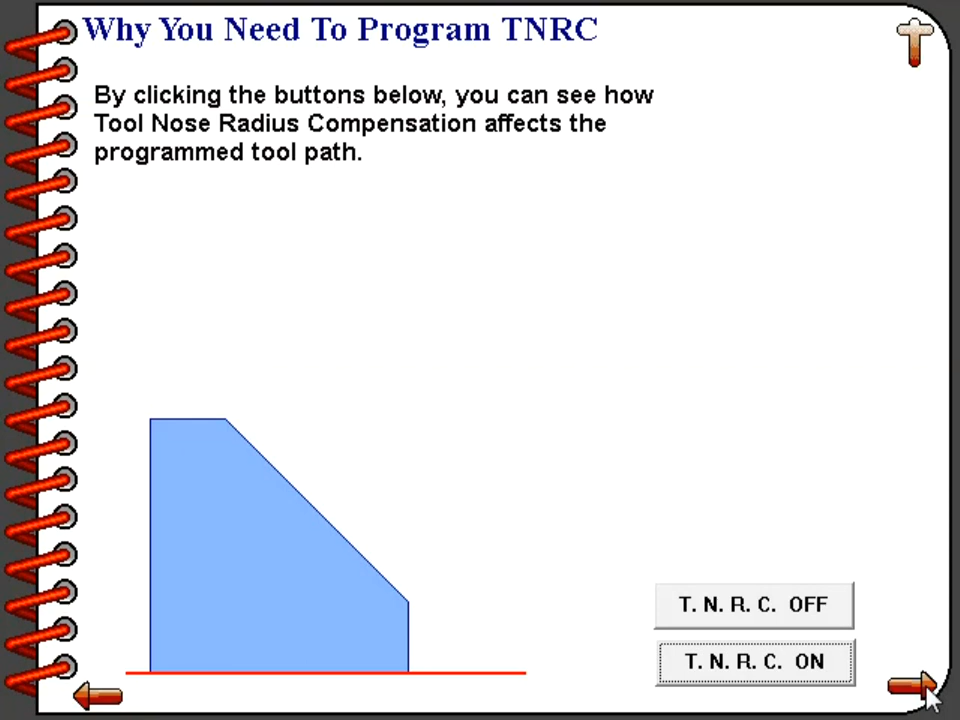 Why You Need To Program TNRC
By clicking the buttons below, you can see how
Tool Nose Radius Compensation affects the
programmed tool path.
T. N. R. C. OFF
T. N. R. C. ON